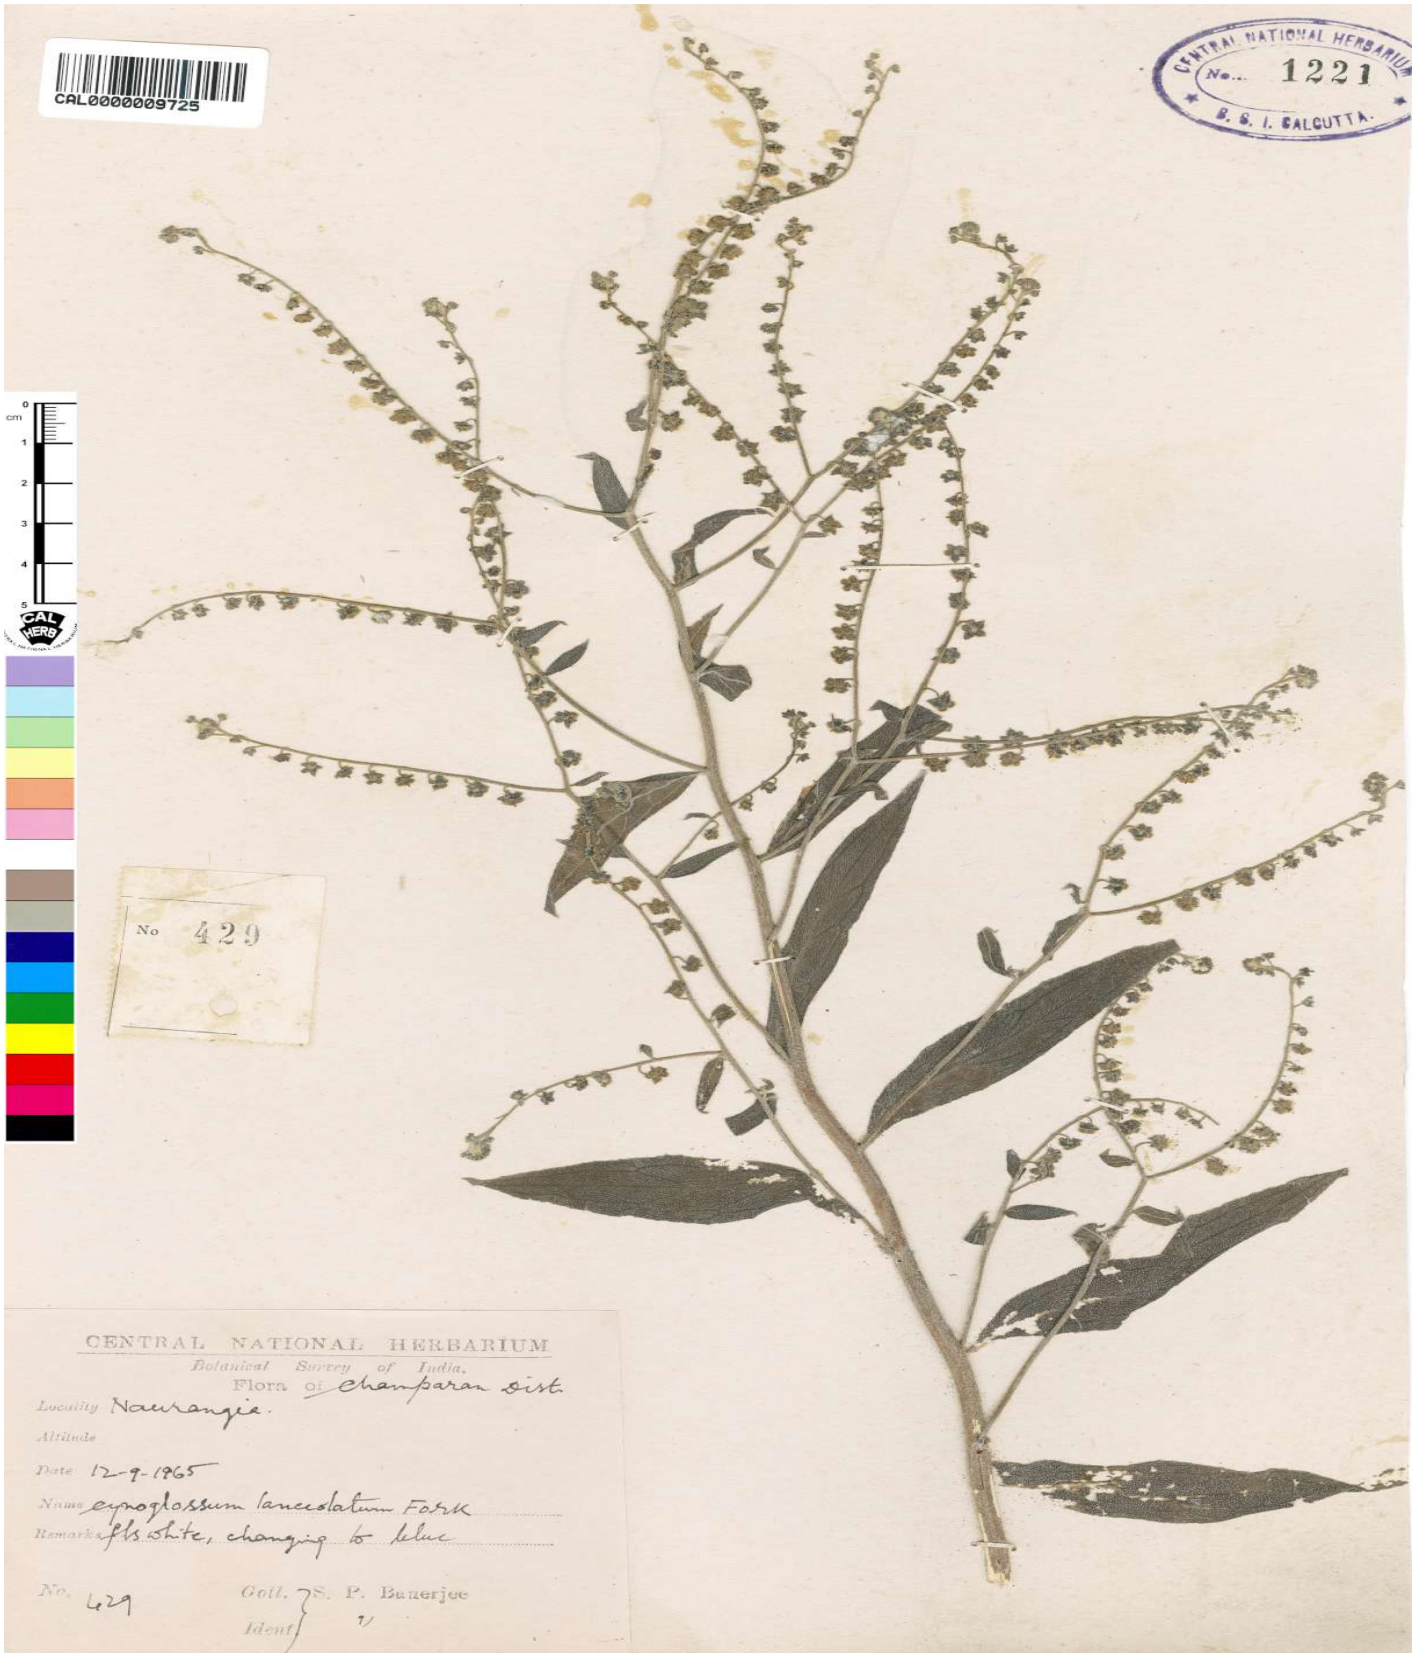 CAL0000009725
CENTRAL NATIONAL HERBARIUM
No... 1221
B. S. I. CALCUTTA.
0
cm
1
2
3
4
5
CAL
HERB
No 429
CENTRAL NATIONAL HERBARIUM
Botanical Survey of India.
Flora of Champaran Dist.
Locality Naurangia.
Altitude
Date 12-9-1965
Name cynoglossum lanceolatum Forsk
Remarks fls white, changing to blue
No. 429
Coll. } S. P. Banerjee
Ident. } "